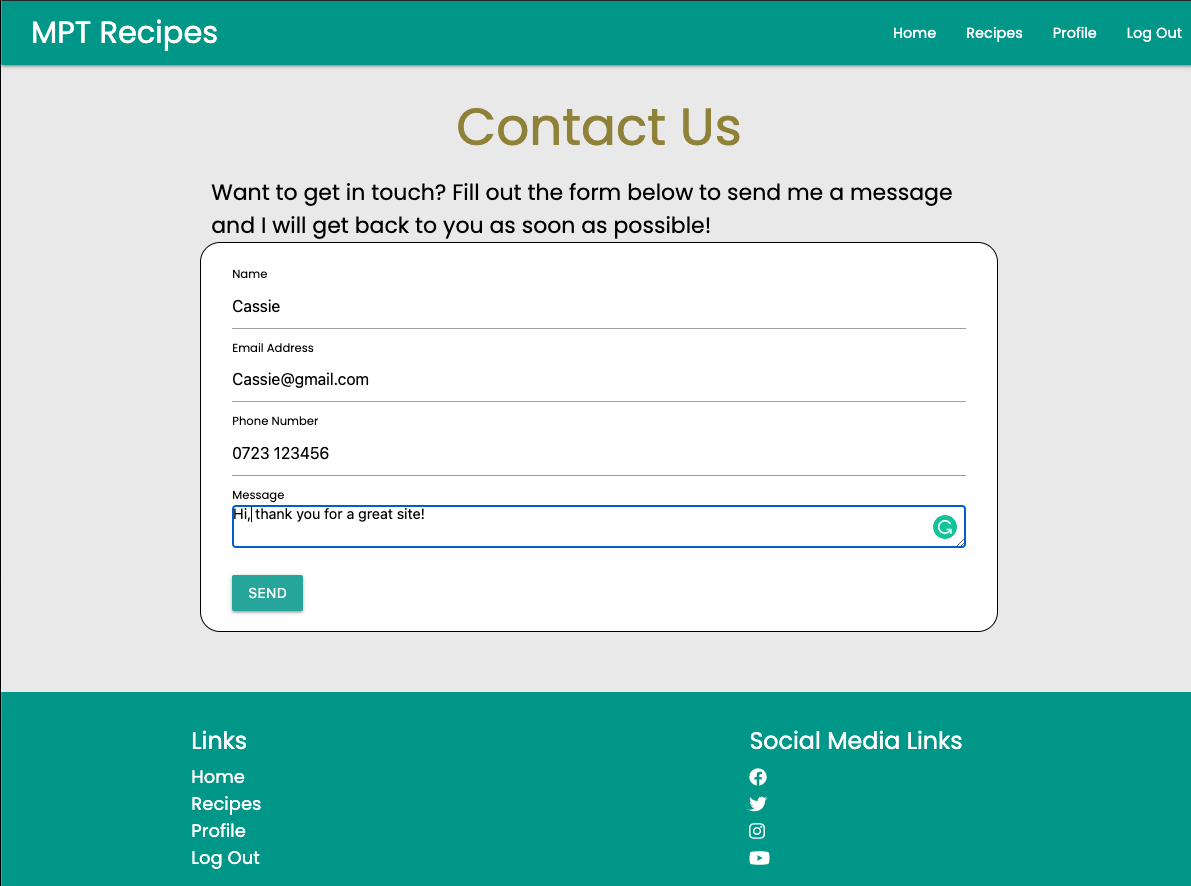 MPT Recipes
Home Recipes Profile Log Out
Contact Us
Want to get in touch? Fill out the form below to send me a message
and I will get back to you as soon as possible!
Name
Cassie
Email Address
Cassie@gmail.com
Phone Number
0723 123456
Message
Hi, thank you for a great site!
SEND
Links
Home
Recipes
Profile
Log Out
Social Media Links